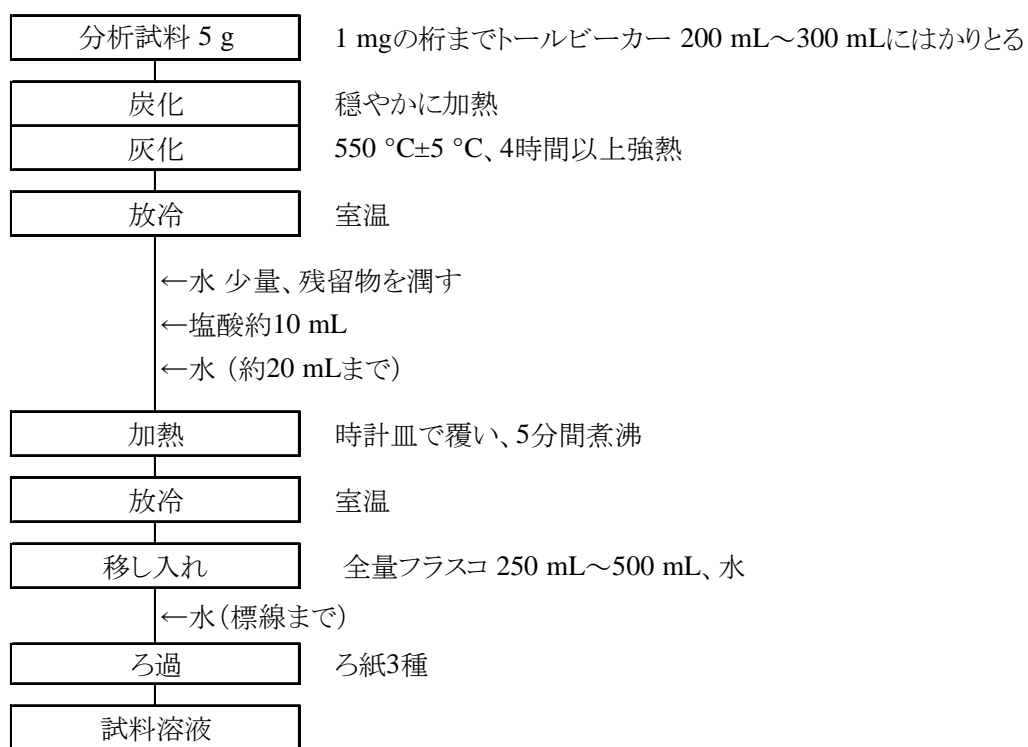 分析試料 5 g 1 mgの桁までトールビーカー 200 mL~300 mLにはかりとる
炭化 穏やかに加熱
灰化 550 °C±5 °C、4時間以上強熱
放冷 室温
←水 少量、残留物を潤す
←塩酸約10 mL
←水 (約20 mLまで)
加熱 時計皿で覆い、5分間煮沸
放冷 室温
移し入れ 全量フラスコ 250 mL~500 mL、水
←水(標線まで)
ろ過 ろ紙3種
試料溶液